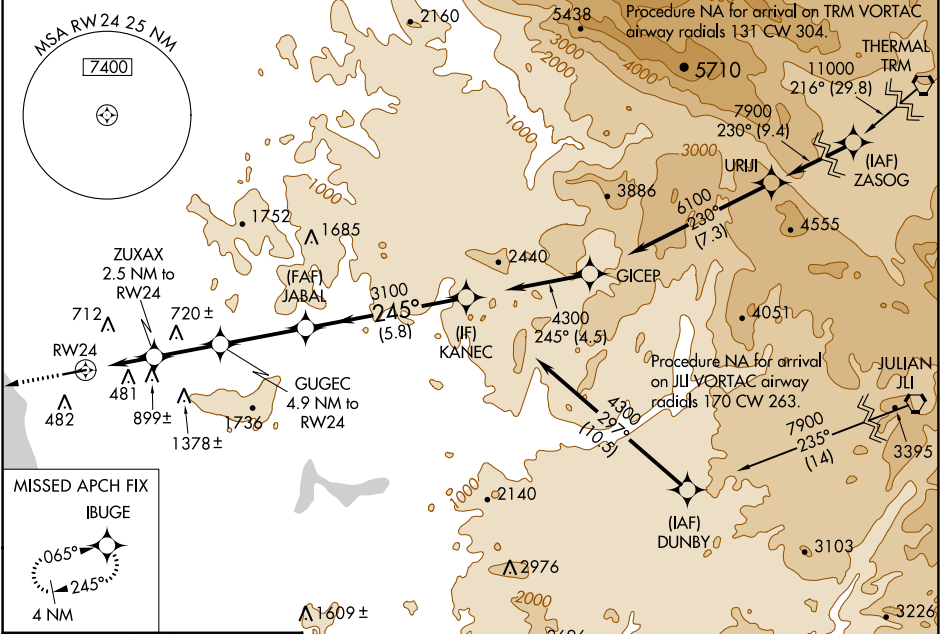 MSA RW24 25 NM
7400
2160
5438
Procedure NA for arrival on TRM VORTAC
airway radials 131 CW 304.
3000
2000
4000
5710
THERMAL
TRM
11000
216° (29.8)
7900
230° (9.4)
1000
3000
URIJI
(IAF)
ZASOG
1000
3886
6100
230°
(7.3)
4555
1752
1685
ZUXAX
2.5 NM to
RW24
(FAF)
JABAL
2440
GICEP
3100
245°
(5.8)
4300
245° (4.5)
4051
712
720 ±
(IF)
KANEC
RW24
Procedure NA for arrival
on JLI VORTAC airway
radials 170 CW 263.
JULIAN
JLI
481
482
899±
1378 ±
1736
GUGEC
4.9 NM to
RW24
4300
297°
(10.5)
7900
235°
(14)
3395
MISSED APCH FIX
IBUGE
065°
245°
4 NM
1000
2140
(IAF)
DUNBY
3103
2976
2000
1609 ±
3226